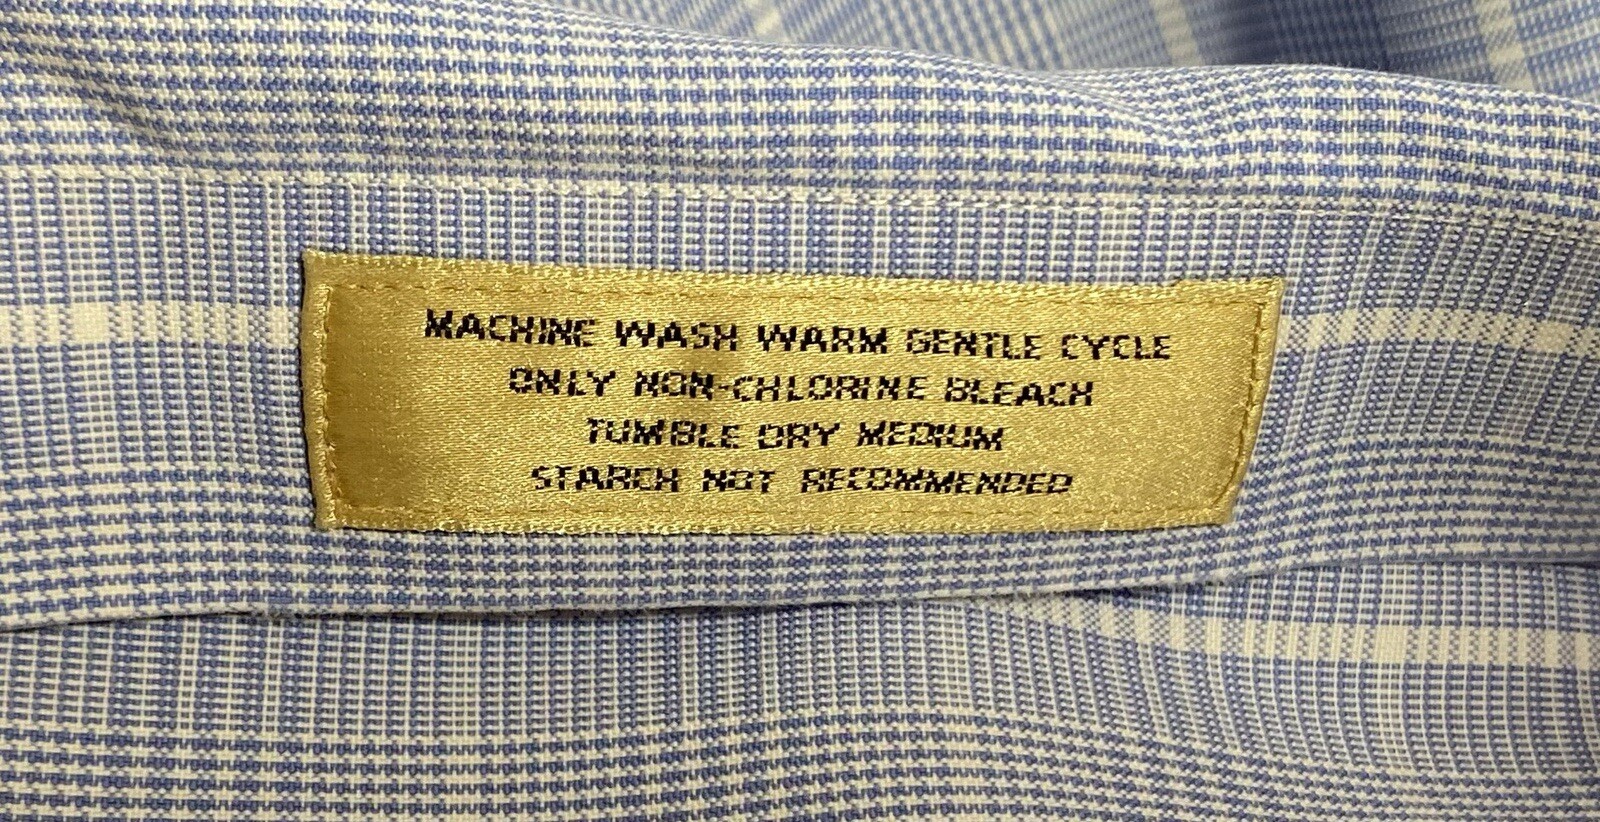 MACHINE WASH WARM GENTLE CYCLE
ONLY NON-CHLORINE BLEACH
TUMBLE DRY MEDIUM
STARCH NOT RECOMMENDED